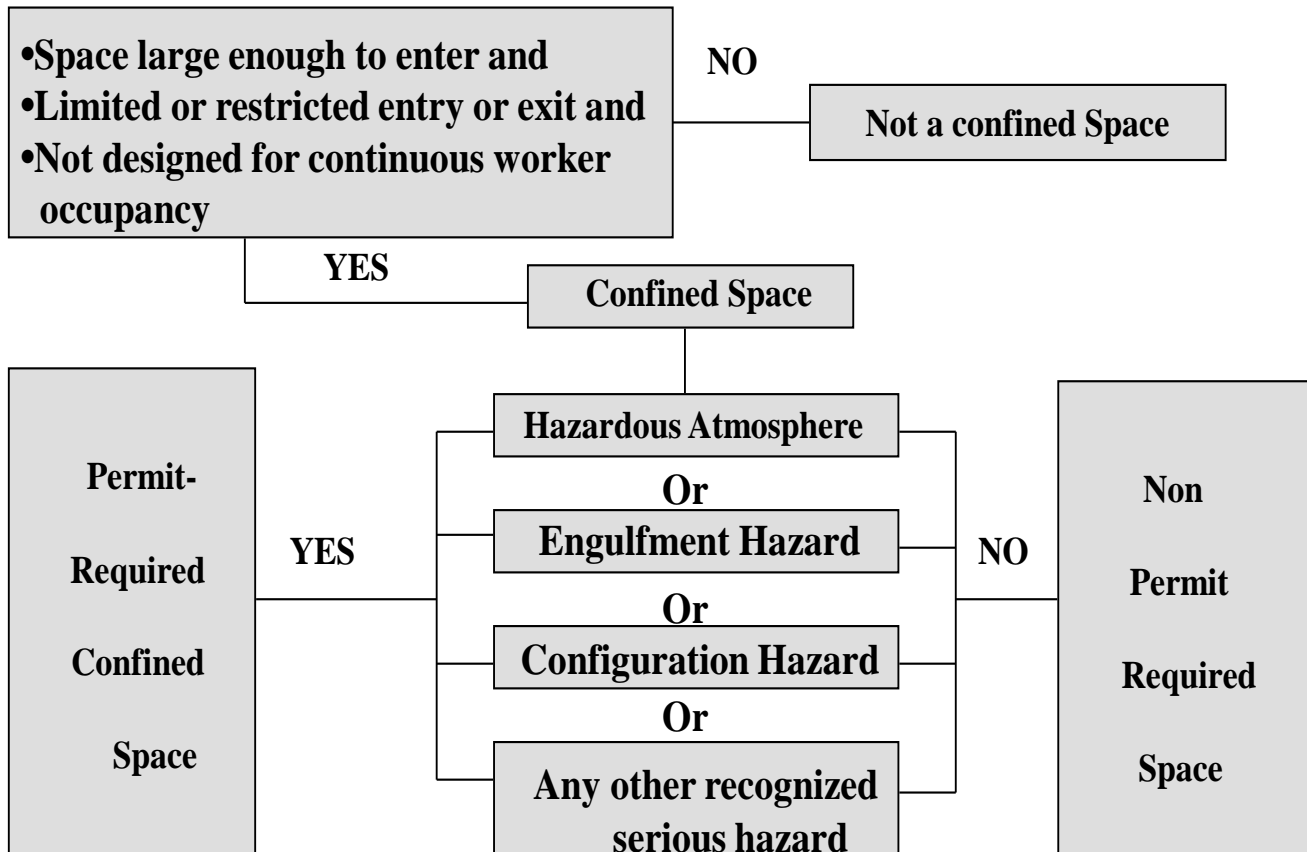 •Space large enough to enter and
•Limited or restricted entry or exit and
•Not designed for continuous worker
occupancy
NO
Not a confined Space
YES
Confined Space
Permit-
Required
Confined
Space
YES
Hazardous Atmosphere
Or
Engulfment Hazard
Or
Configuration Hazard
Or
Any other recognized
serious hazard
NO
Non
Permit
Required
Space